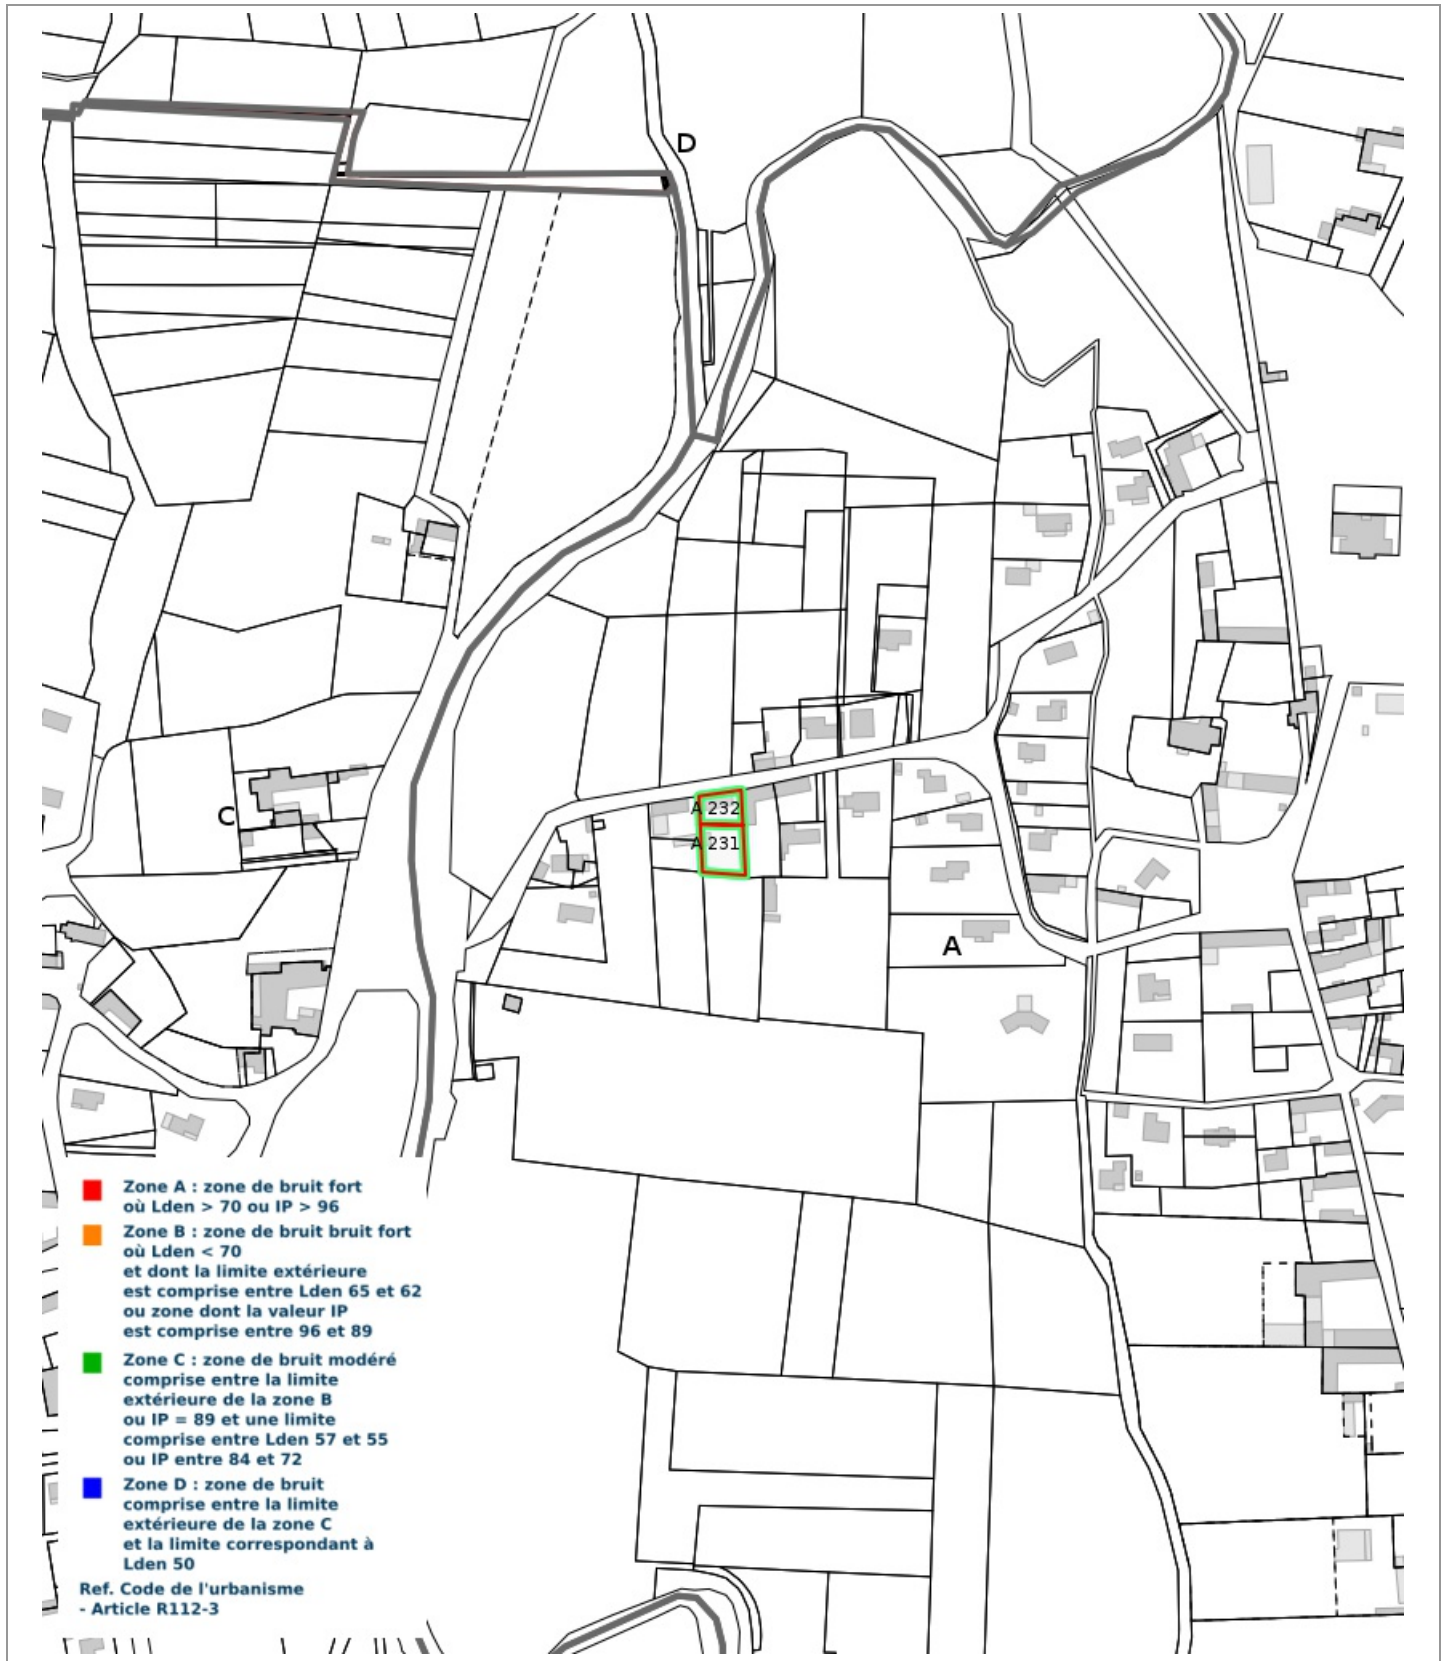 D
C
A 232
A 231
A
Zone A : zone de bruit fort
où Lden > 70 ou IP > 96
Zone B : zone de bruit bruit fort
où Lden < 70
et dont la limite extérieure
est comprise entre Lden 65 et 62
ou zone dont la valeur IP
est comprise entre 96 et 89
Zone C : zone de bruit modéré
comprise entre la limite
extérieure de la zone B
ou IP = 89 et une limite
comprise entre Lden 57 et 55
ou IP entre 84 et 72
Zone D : zone de bruit
comprise entre la limite
extérieure de la zone C
et la limite correspondant à
Lden 50
Ref. Code de l'urbanisme
- Article R112-3